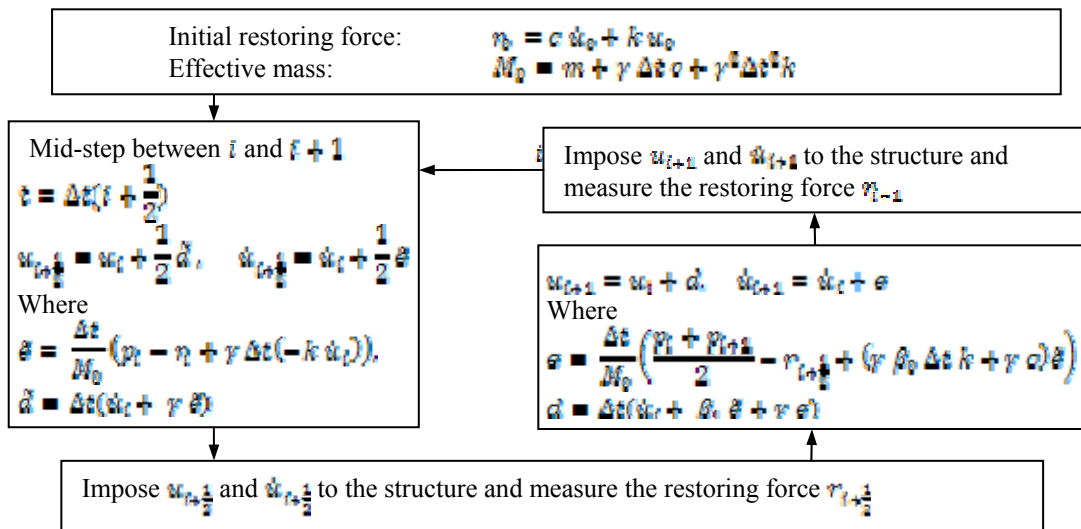 Initial restoring force: r₀ = c u̇₀ + k u₀
Effective mass: M₀ = m + γ Δt c + γ² Δt² k
Mid-step between i and i + 1
t = Δt(i + 1/2)
u_{i+1/2} = u_i + 1/2 d̃, u̇_{i+1/2} = u̇_i + 1/2 ẽ
Where
ẽ = Δt/M₀ (p_i − r_i + γ Δt(−k u̇_i)),
d̃ = Δt(u̇_i + γ ẽ)
Impose u_{i+1/2} and u̇_{i+1/2} to the structure and measure the restoring force r_{i+1/2}
u_{i+1} = u_i + d, u̇_{i+1} = u̇_i + e
Where
e = Δt/M₀ ((p_i + p_{i+1})/2 − r_{i+1/2} + (γ β₀ Δt k + γ c)ẽ)
d = Δt(u̇_i + β₀ ẽ + γ e)
i
Impose u_{i+1} and u̇_{i+1} to the structure and
measure the restoring force r_{i+1}